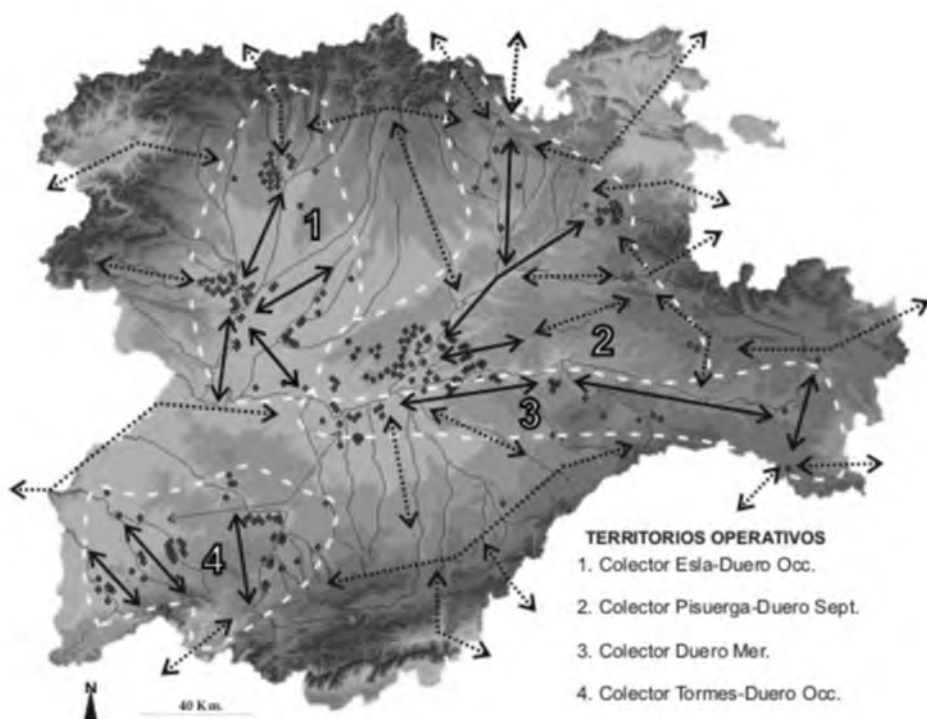 1
2
3
4
TERRITORIOS OPERATIVOS
1. Colector Esla-Duero Occ.
2. Colector Pisuerga-Duero Sept.
3. Colector Duero Mer.
4. Colector Tormes-Duero Occ.
N
40 Km.